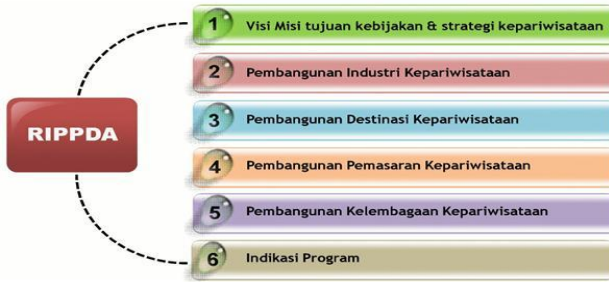 RIPPDA
1 Visi Misi tujuan kebijakan & strategi kepariwisataan
2 Pembangunan Industri Kepariwisataan
3 Pembangunan Destinasi Kepariwisataan
4 Pembangunan Pemasaran Kepariwisataan
5 Pembangunan Kelembagaan Kepariwisataan
6 Indikasi Program